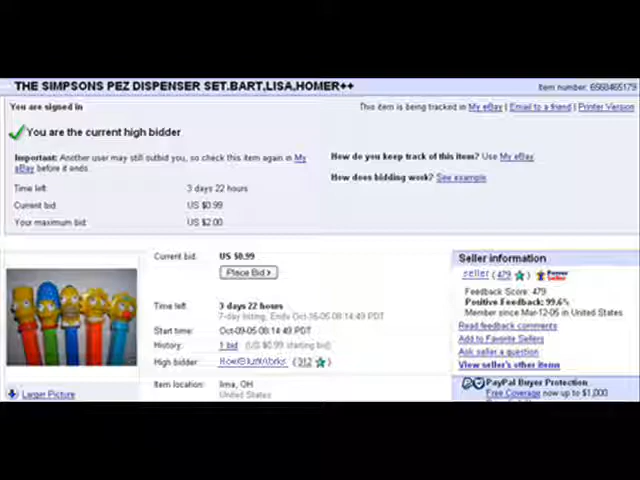 THE SIMPSONS PEZ DISPENSER SET.BART,LISA,HOMER++
Item number: 6568465179
You are signed in
This item is being tracked in My eBay | Email to a friend | Printer Version
You are the current high bidder
Important: Another user may still outbid you, so check this item again in My
eBay before it ends.
How do you keep track of this item? Use My eBay.
How does bidding work? See example.
Time left: 3 days 22 hours
Current bid: US $0.99
Your maximum bid: US $2.00
Current bid: US $0.99
Place Bid >
Time left: 3 days 22 hours
7-day listing, Ends Oct-16-05 08:14:49 PDT
Start time: Oct-09-05 08:14:49 PDT
History: 1 bid (US $0.99 starting bid)
High bidder: HowStuffWorks (312)
Item location: lima, OH
United States
Larger Picture
Seller information
seller (479) Power Seller
Feedback Score: 479
Positive Feedback: 99.6%
Member since Mar-12-05 in United States
Read feedback comments
Add to Favorite Sellers
Ask seller a question
View seller's other items
PayPal Buyer Protection
Free Coverage now up to $1,000